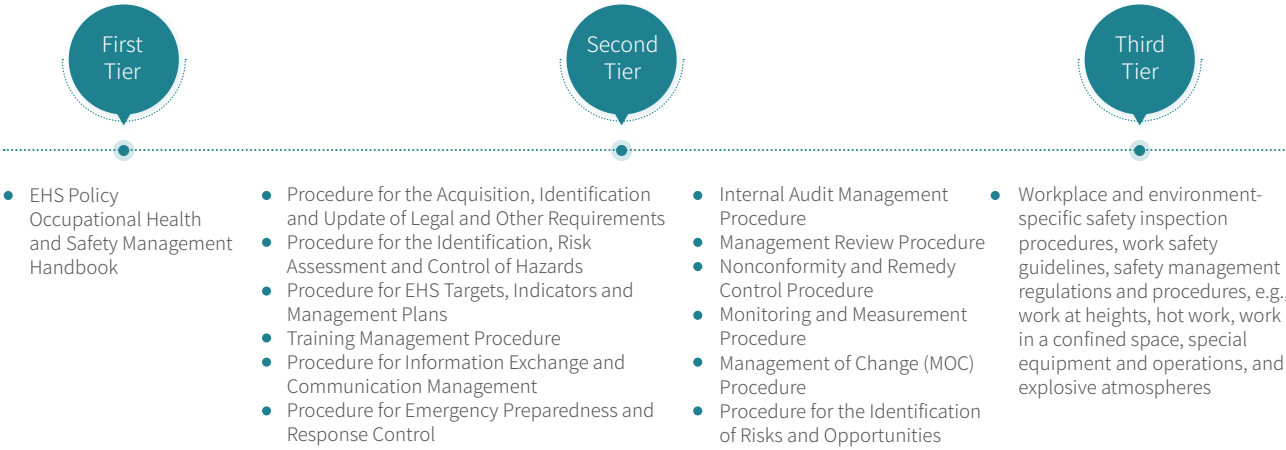 First
Tier
Second
Tier
Third
Tier
EHS Policy
Occupational Health
and Safety Management
Handbook
Procedure for the Acquisition, Identification
and Update of Legal and Other Requirements
Procedure for the Identification, Risk
Assessment and Control of Hazards
Procedure for EHS Targets, Indicators and
Management Plans
Training Management Procedure
Procedure for Information Exchange and
Communication Management
Procedure for Emergency Preparedness and
Response Control
Internal Audit Management
Procedure
Management Review Procedure
Nonconformity and Remedy
Control Procedure
Monitoring and Measurement
Procedure
Management of Change (MOC)
Procedure
Procedure for the Identification
of Risks and Opportunities
Workplace and environment-
specific safety inspection
procedures, work safety
guidelines, safety management
regulations and procedures, e.g.,
work at heights, hot work, work
in a confined space, special
equipment and operations, and
explosive atmospheres